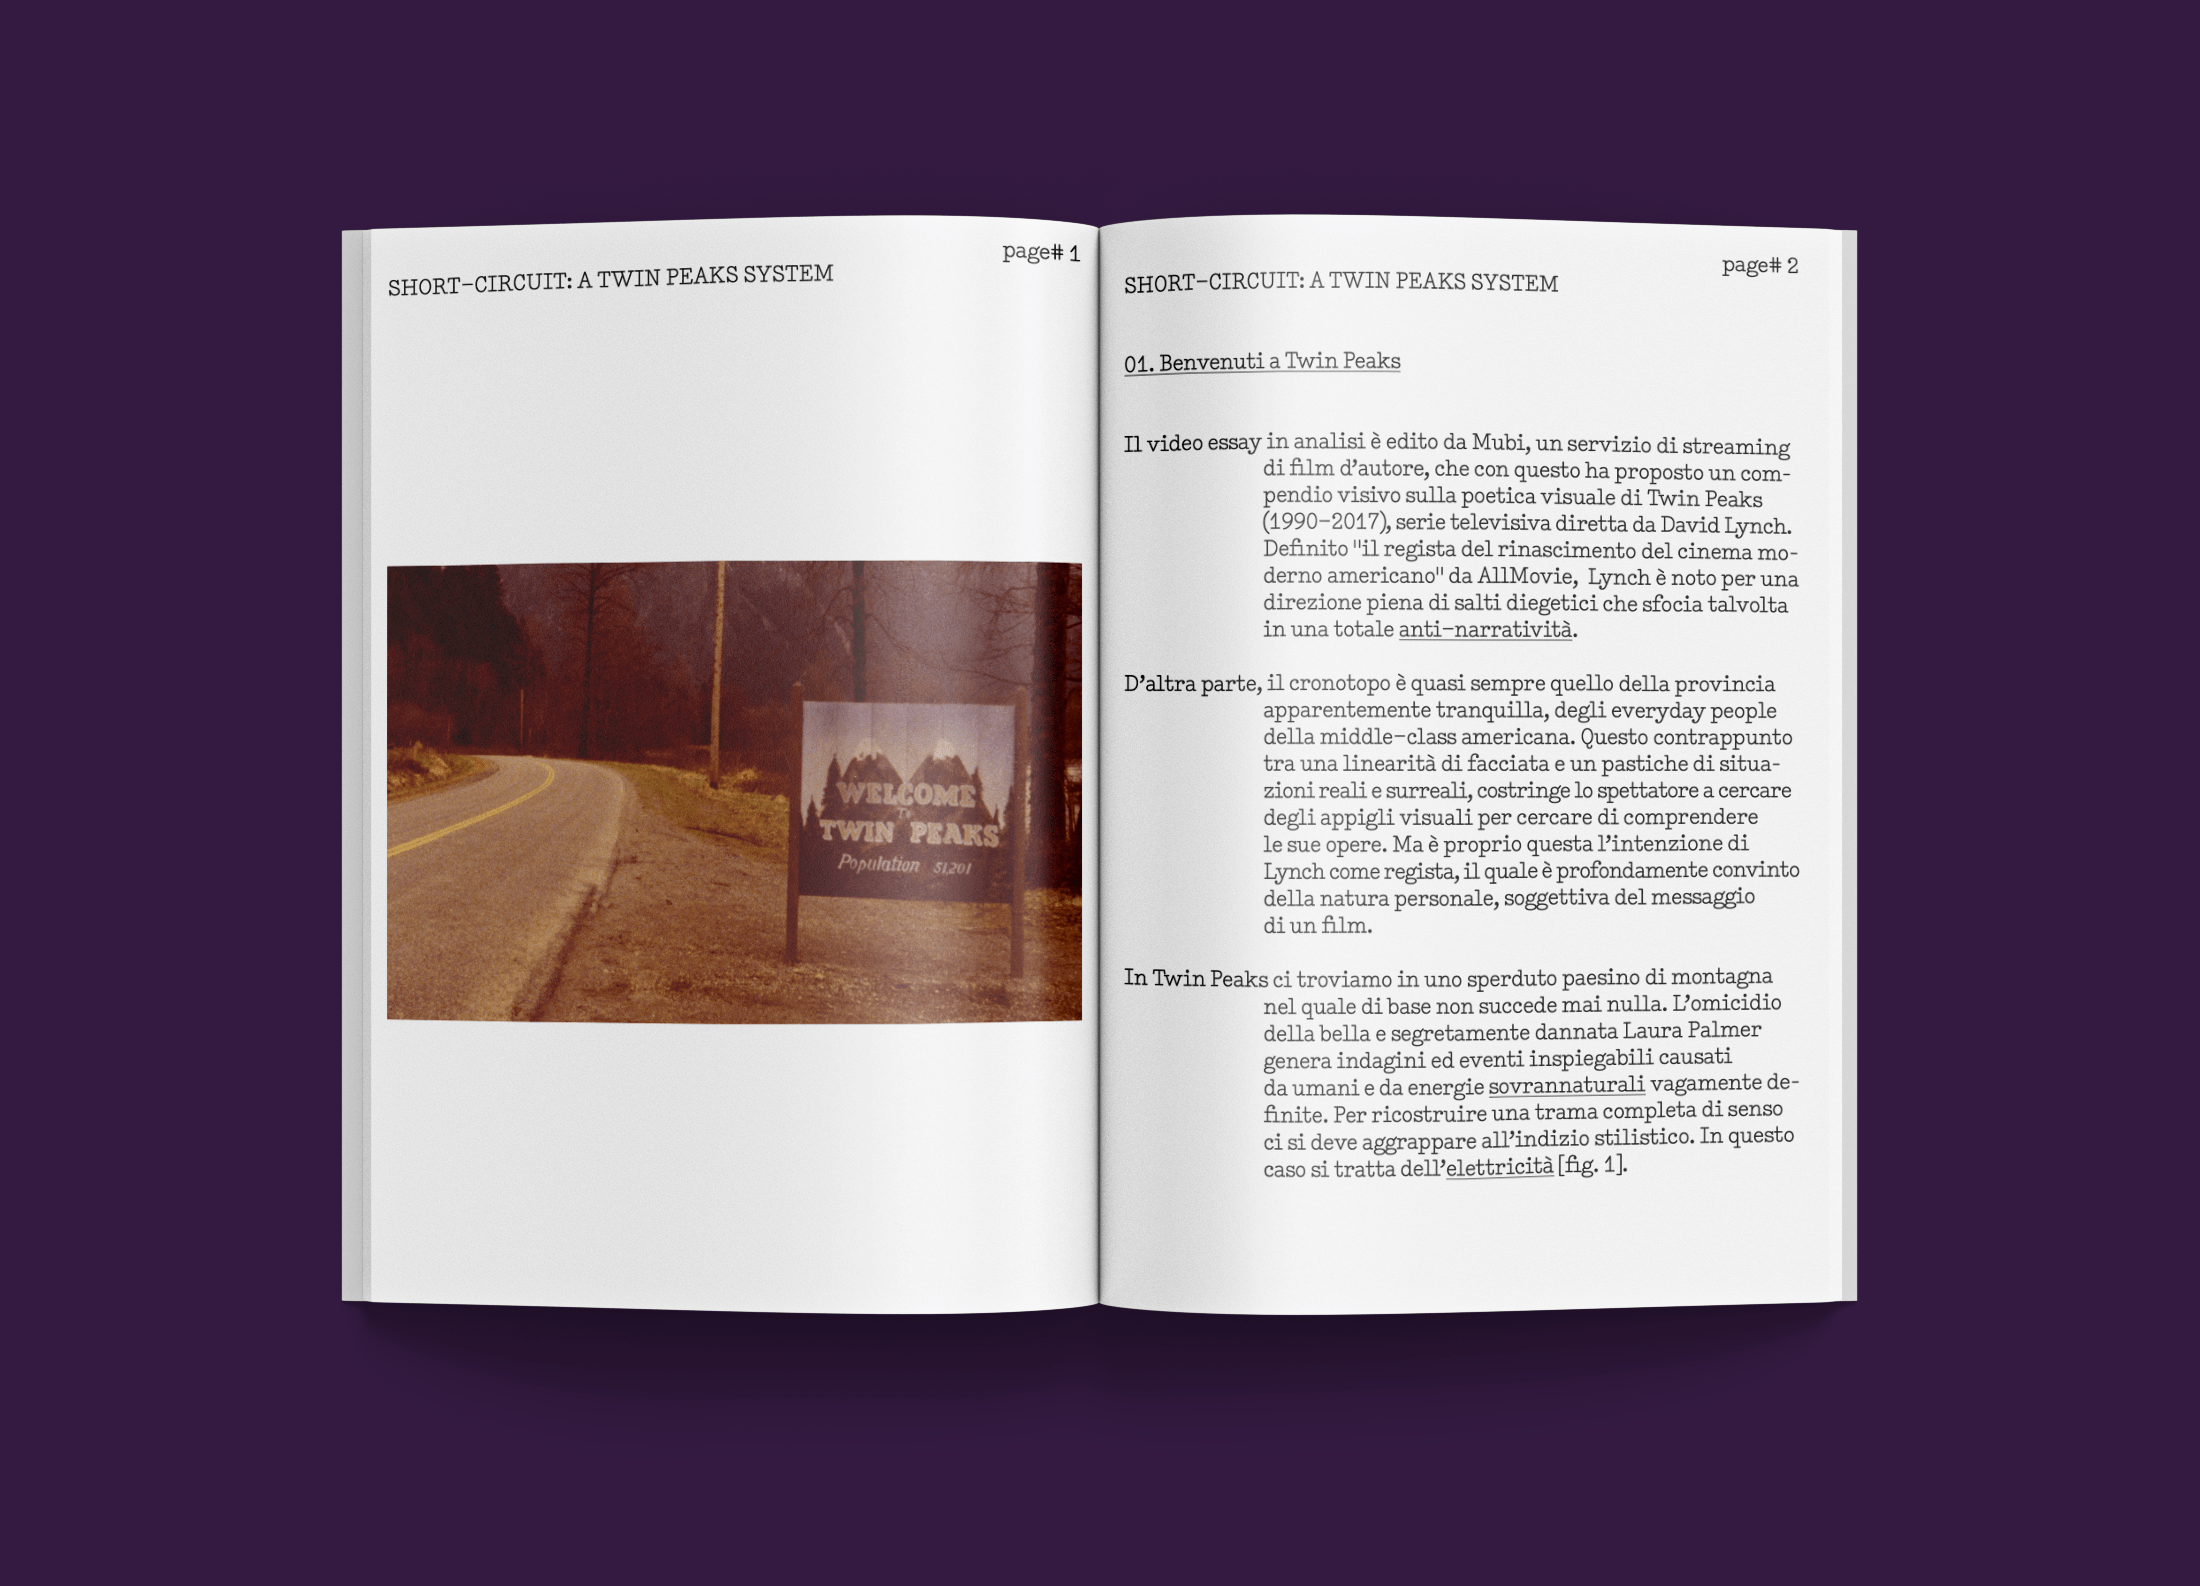 page# 1
SHORT-CIRCUIT: A TWIN PEAKS SYSTEM
WELCOME
To
TWIN PEAKS
Population 51,201
page# 2
SHORT-CIRCUIT: A TWIN PEAKS SYSTEM
01. Benvenuti a Twin Peaks
Il video essay in analisi è edito da Mubi, un servizio di streaming
di film d’autore, che con questo ha proposto un com-
pendio visivo sulla poetica visuale di Twin Peaks
(1990-2017), serie televisiva diretta da David Lynch.
Definito "il regista del rinascimento del cinema mo-
derno americano" da AllMovie, Lynch è noto per una
direzione piena di salti diegetici che sfocia talvolta
in una totale anti-narratività.
D’altra parte, il cronotopo è quasi sempre quello della provincia
apparentemente tranquilla, degli everyday people
della middle-class americana. Questo contrappunto
tra una linearità di facciata e un pastiche di situa-
zioni reali e surreali, costringe lo spettatore a cercare
degli appigli visuali per cercare di comprendere
le sue opere. Ma è proprio questa l’intenzione di
Lynch come regista, il quale è profondamente convinto
della natura personale, soggettiva del messaggio
di un film.
In Twin Peaks ci troviamo in uno sperduto paesino di montagna
nel quale di base non succede mai nulla. L’omicidio
della bella e segretamente dannata Laura Palmer
genera indagini ed eventi inspiegabili causati
da umani e da energie sovrannaturali vagamente de-
finite. Per ricostruire una trama completa di senso
ci si deve aggrappare all’indizio stilistico. In questo
caso si tratta dell’elettricità [fig. 1].